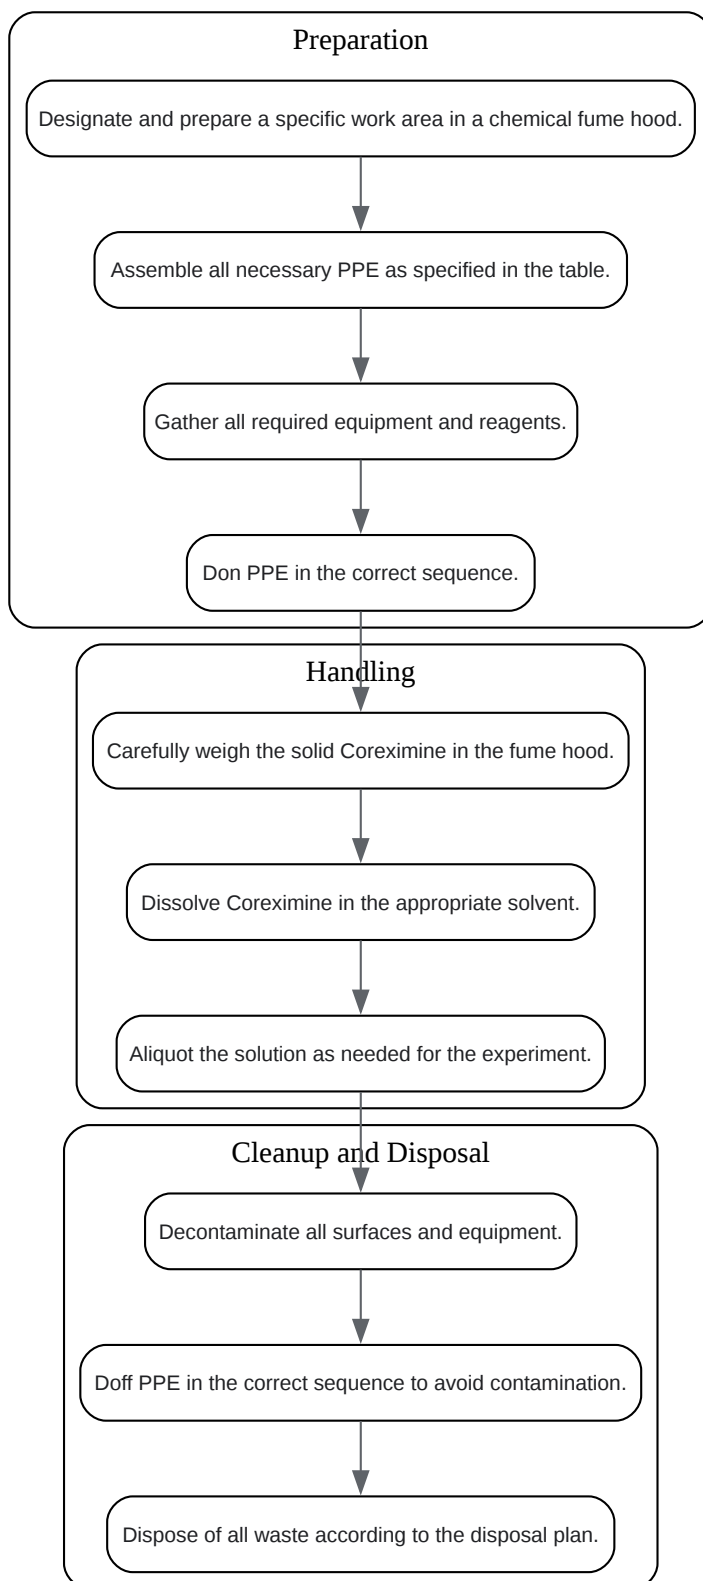 Preparation
Designate and prepare a specific work area in a chemical fume hood.
Assemble all necessary PPE as specified in the table.
Gather all required equipment and reagents.
Don PPE in the correct sequence.
Handling
Carefully weigh the solid Coreximine in the fume hood.
Dissolve Coreximine in the appropriate solvent.
Aliquot the solution as needed for the experiment.
Cleanup and Disposal
Decontaminate all surfaces and equipment.
Doff PPE in the correct sequence to avoid contamination.
Dispose of all waste according to the disposal plan.